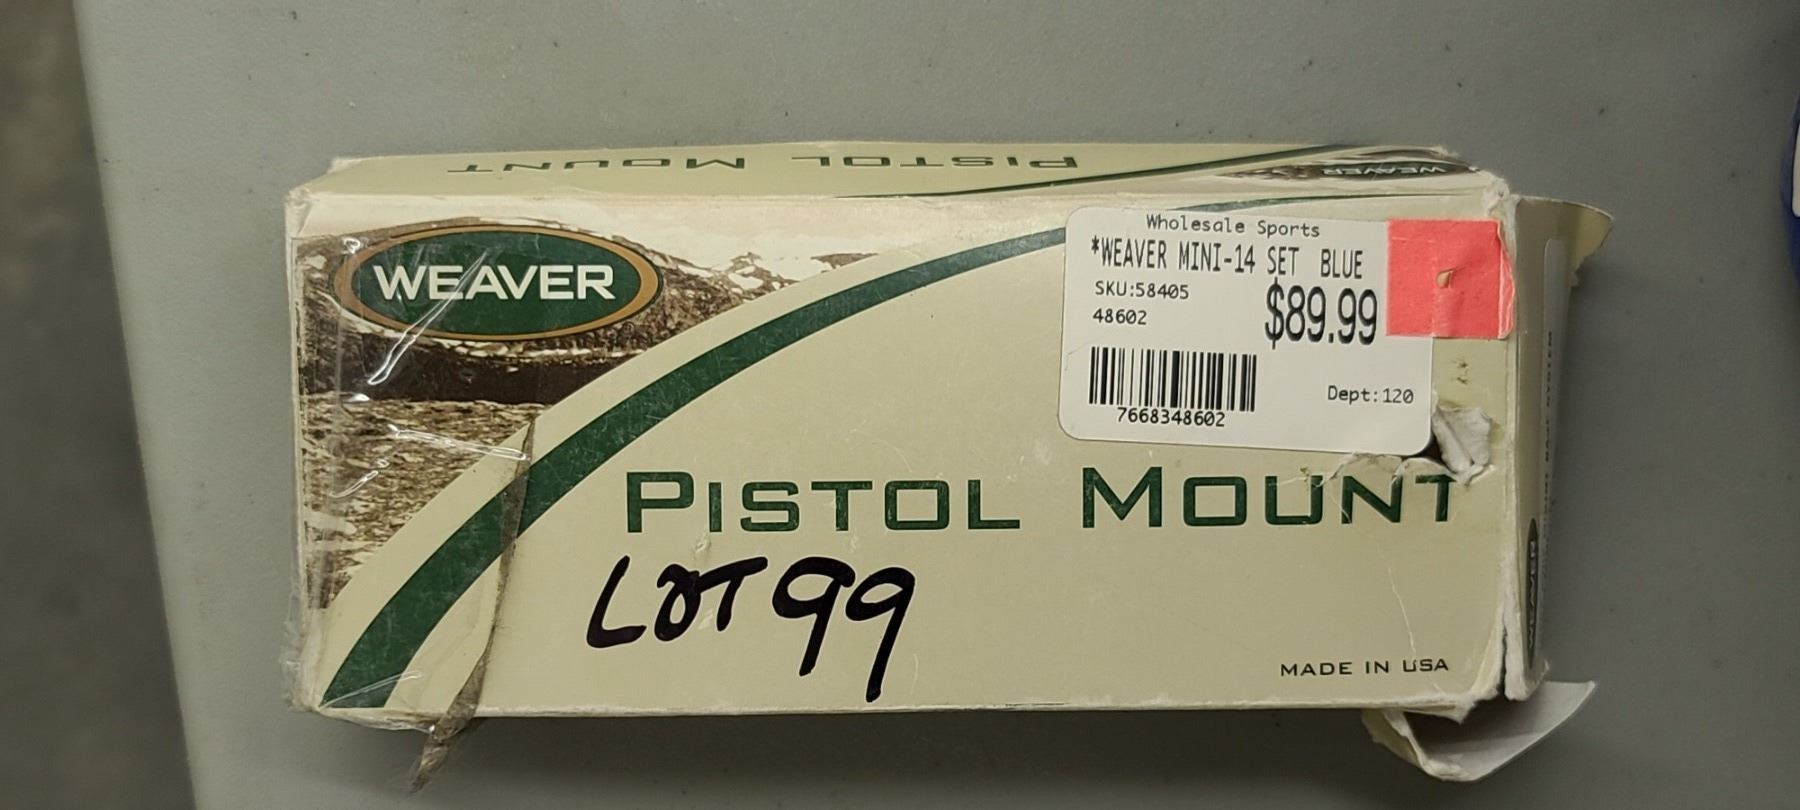 PISTOL MOUNT
WEAVER
WEAVER
Wholesale Sports
*WEAVER MINI-14 SET BLUE
SKU:58405
48602
$89.99
Dept:120
7668348602
PISTOL MOUNT
LOT 99
MADE IN USA